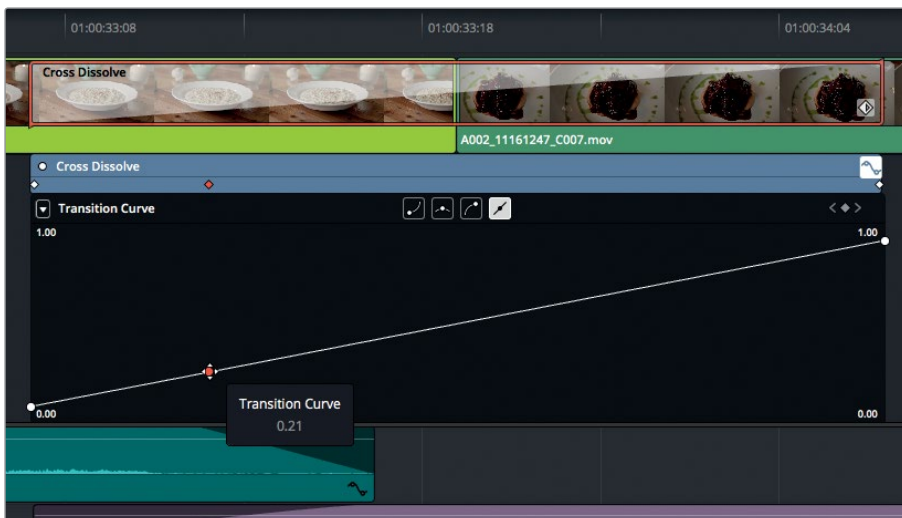 01:00:33:08 01:00:33:18 01:00:34:04
Cross Dissolve
A002_11161247_C007.mov
Cross Dissolve
Transition Curve
1.00 1.00
Transition Curve
0.21
0.00 0.00